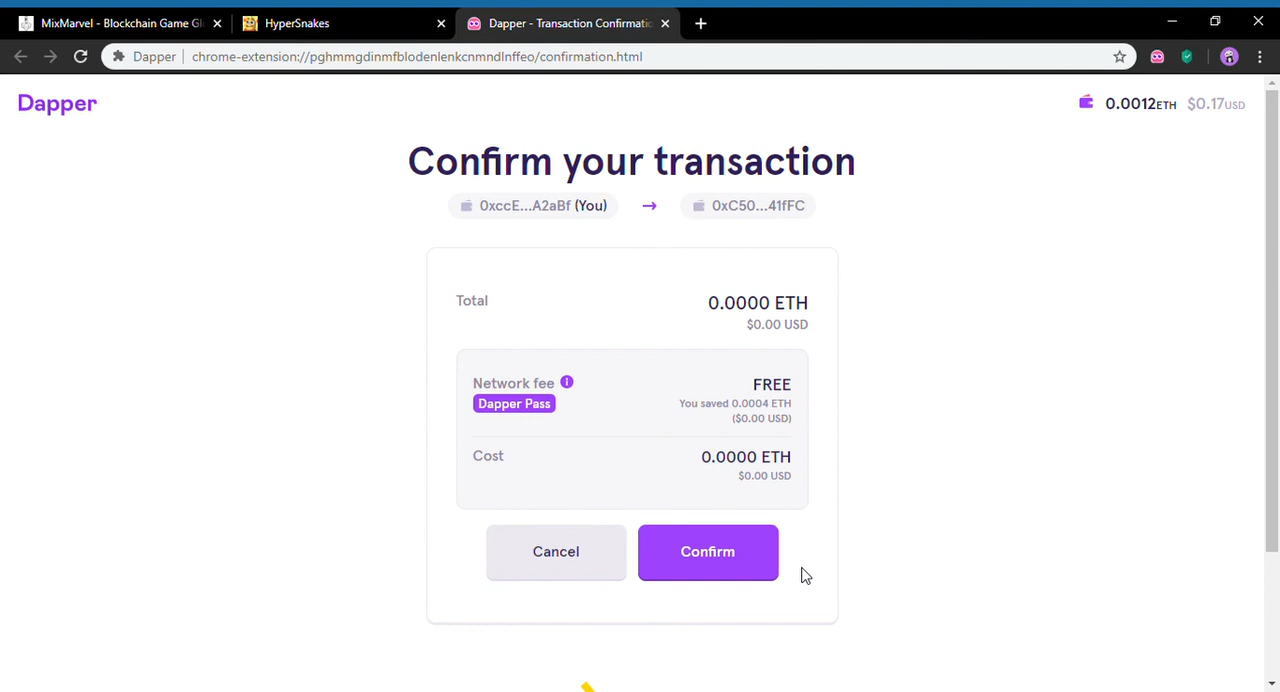 MixMarvel - Blockchain Game Gl
HyperSnakes
Dapper - Transaction Confirmatic
Dapper chrome-extension://pghmmgdinmfblodenlenkcnmndlnffeo/confirmation.html
Dapper
0.0012ETH $0.17USD
Confirm your transaction
0xccE...A2aBf (You) → 0xC50...41fFC
Total
0.0000 ETH
$0.00 USD
Network fee
FREE
Dapper Pass
You saved 0.0004 ETH
($0.00 USD)
Cost
0.0000 ETH
$0.00 USD
Cancel
Confirm